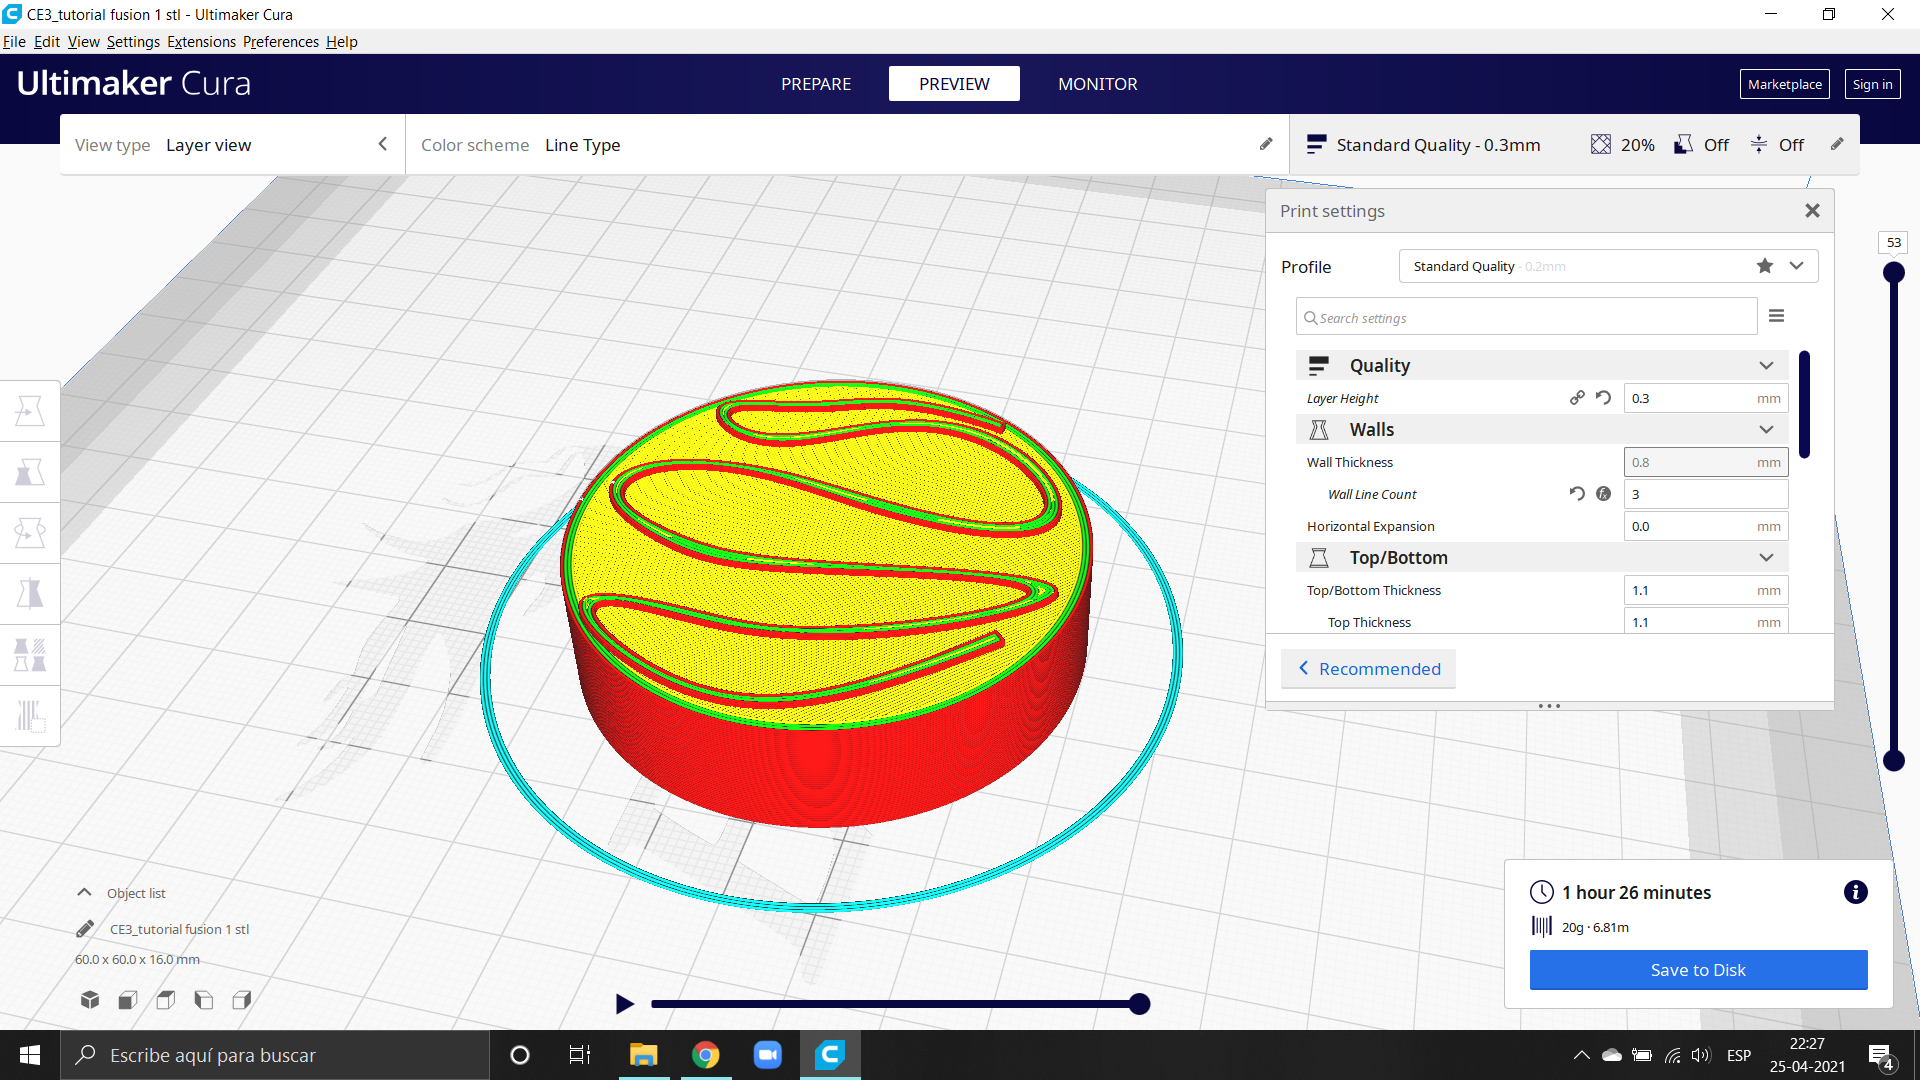 CE3_tutorial fusion 1 stl - Ultimaker Cura
File Edit View Settings Extensions Preferences Help
Ultimaker Cura
PREPARE
PREVIEW
MONITOR
Marketplace
Sign in
View type Layer view
Color scheme Line Type
Standard Quality - 0.3mm
20%
Off
Off
Print settings
53
Profile
Standard Quality - 0.2mm
Search settings
Quality
Layer Height
0.3 mm
Walls
Wall Thickness
0.8 mm
Wall Line Count
3
Horizontal Expansion
0.0 mm
Top/Bottom
Top/Bottom Thickness
1.1 mm
Top Thickness
1.1 mm
Recommended
Object list
CE3_tutorial fusion 1 stl
60.0 x 60.0 x 16.0 mm
1 hour 26 minutes
20g · 6.81m
Save to Disk
Escribe aquí para buscar
ESP
22:27
25-04-2021
4